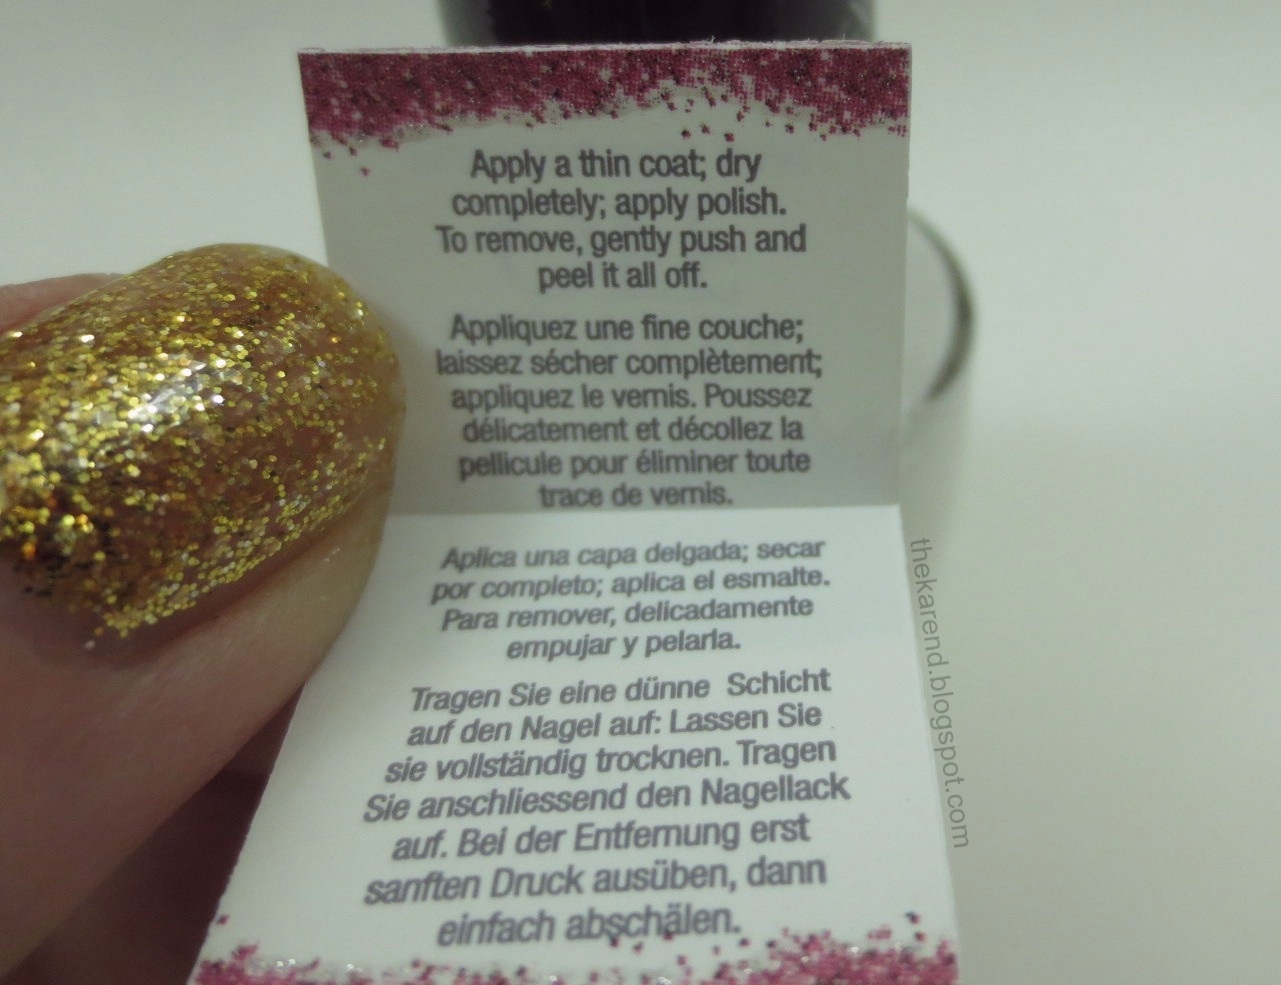 Apply a thin coat; dry
completely; apply polish.
To remove, gently push and
peel it all off.
Appliquez une fine couche;
laissez sécher complètement;
appliquez le vernis. Poussez
délicatement et décollez la
pellicule pour éliminer toute
trace de vernis.
Aplica una capa delgada; secar
por completo; aplica el esmalte.
Para remover, delicadamente
empujar y pelarla.
Tragen Sie eine dünne Schicht
auf den Nagel auf: Lassen Sie
sie vollständig trocknen. Tragen
Sie anschliessend den Nagellack
auf. Bei der Entfernung erst
sanften Druck ausüben, dann
einfach abschälen.
thekarend.blogspot.com